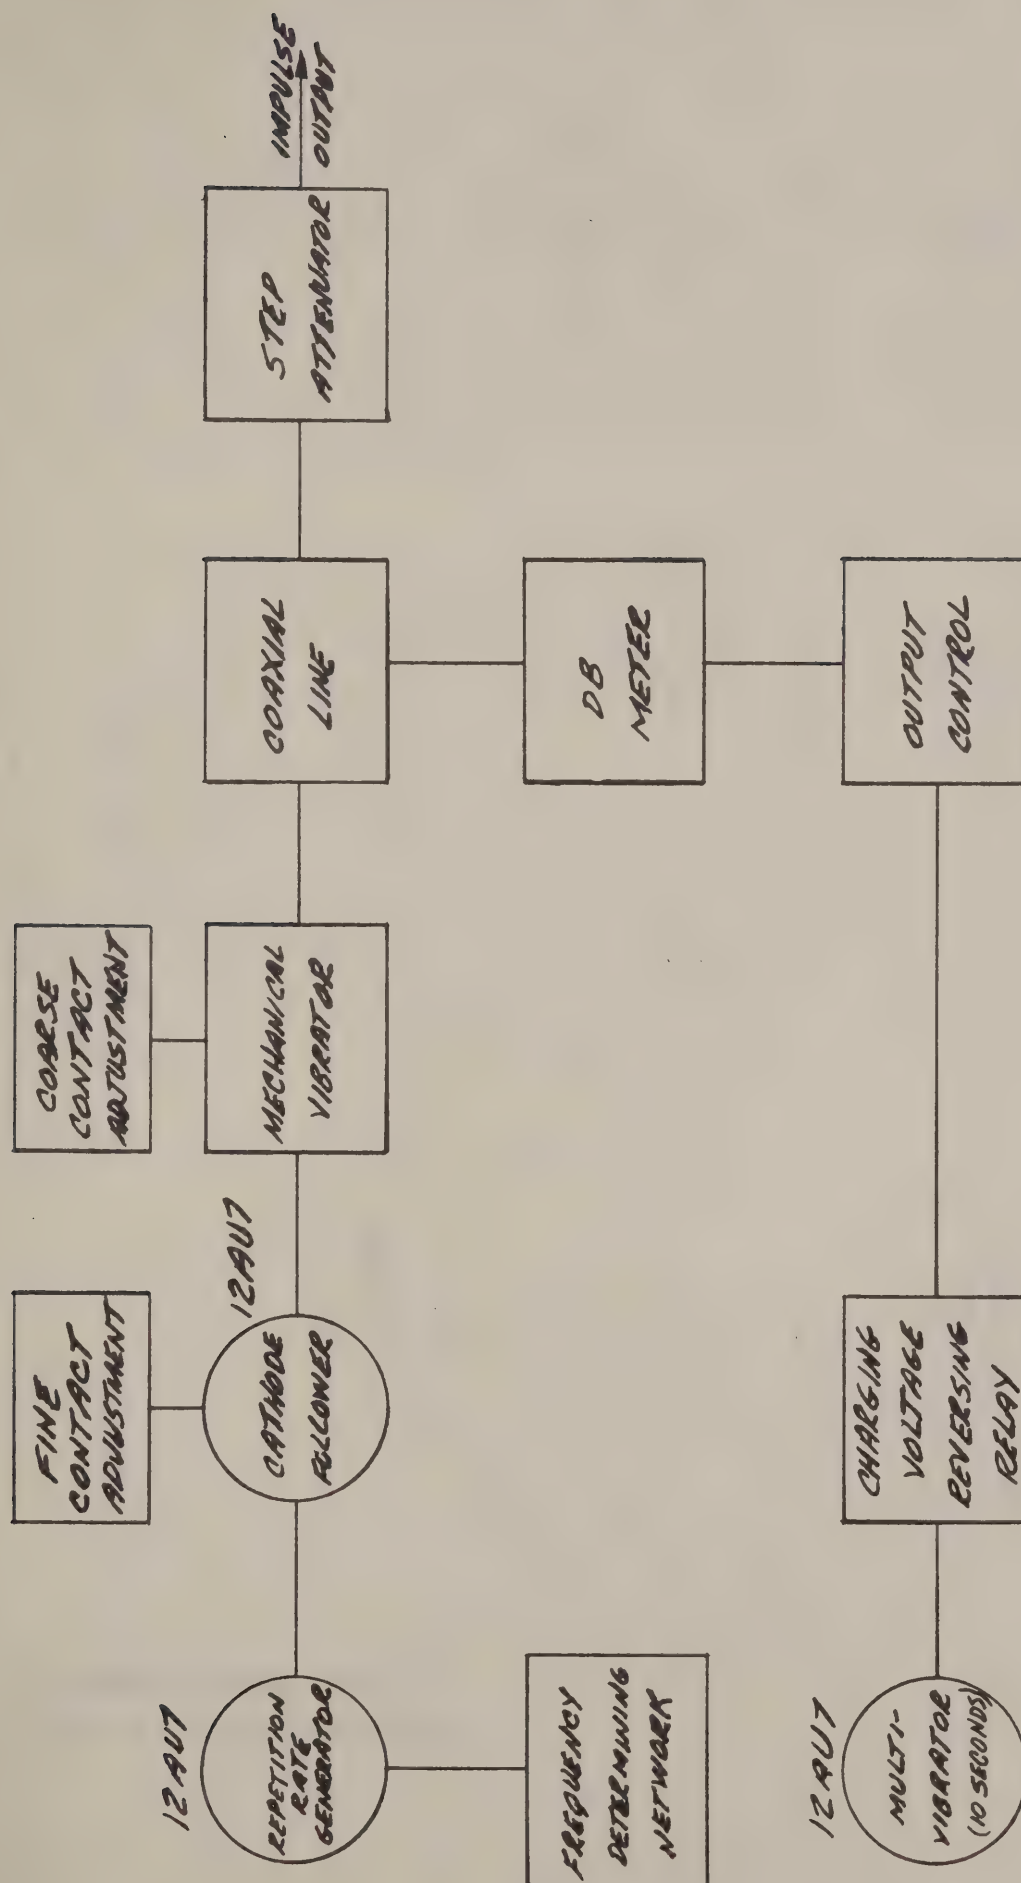 FINE
CONTACT
ADJUSTMENT
COARSE
CONTACT
ADJUSTMENT
12AU7
REPETITION
RATE
GENERATOR
12AU7
CATHODE
FOLLOWER
MECHANICAL
VIBRATOR
COAXIAL
LINE
STEP
ATTENUATOR
IMPULSE
OUTPUT
FREQUENCY
DETERMINING
NETWORK
DB
METER
12AU7
MULTI-
VIBRATOR
(10 SECONDS)
CHARGING
VOLTAGE
REVERSING
RELAY
OUTPUT
CONTROL